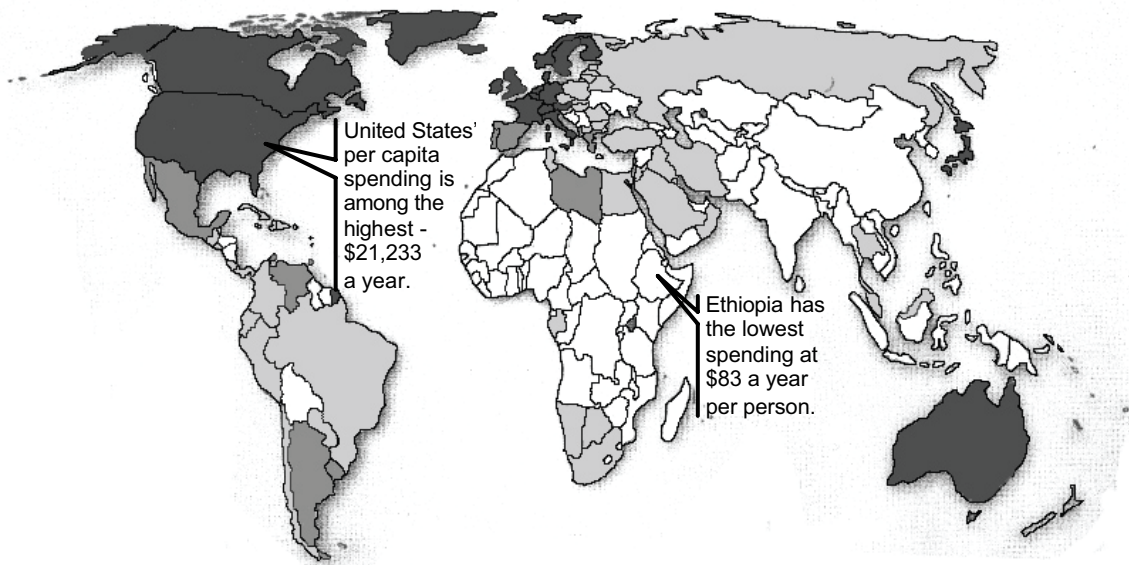 United States'
per capita
spending is
among the
highest -
$21,233
a year.
Ethiopia has
the lowest
spending at
$83 a year
per person.